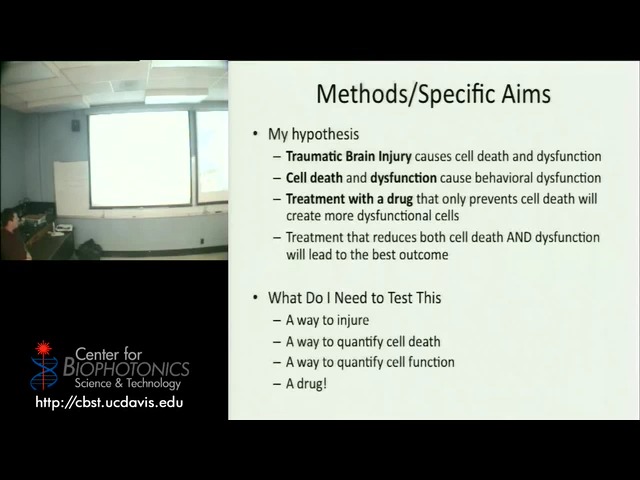 Methods/Specific Aims
• My hypothesis
– Traumatic Brain Injury causes cell death and dysfunction
– Cell death and dysfunction cause behavioral dysfunction
– Treatment with a drug that only prevents cell death will
create more dysfunctional cells
– Treatment that reduces both cell death AND dysfunction
will lead to the best outcome
• What Do I Need to Test This
– A way to injure
– A way to quantify cell death
– A way to quantify cell function
– A drug!
Center for
BIOPHOTONICS
Science & Technology
http://cbst.ucdavis.edu